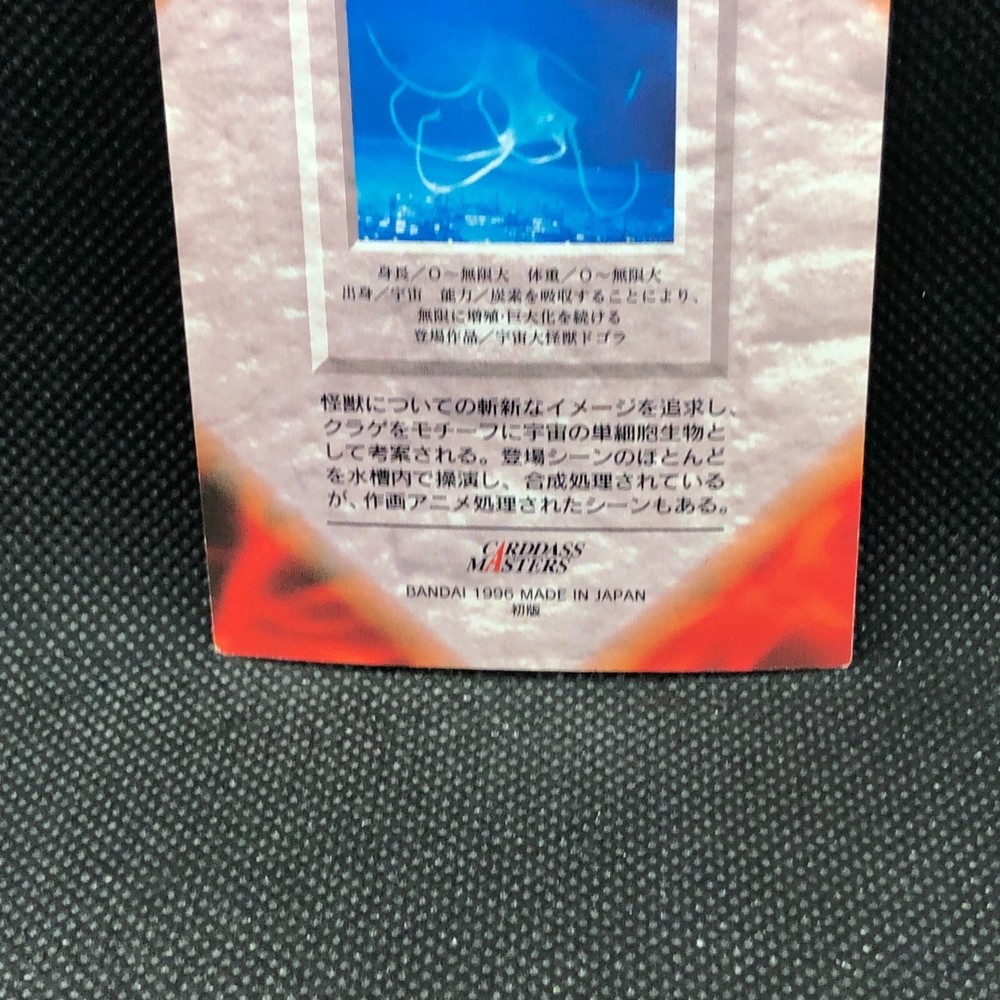 身長/0~無限大 体重/0~無限大
出身/宇宙 能力/炭素を吸収することにより、
無限に増殖・巨大化を続ける
登場作品/宇宙大怪獣ドゴラ
怪獣についての斬新なイメージを追求し、
クラゲをモチーフに宇宙の単細胞生物と
して考案される。登場シーンのほとんど
を水槽内で操演し、合成処理されている
が、作画アニメ処理されたシーンもある。
CARDDASS
MASTERS
BANDAI 1996 MADE IN JAPAN
初版